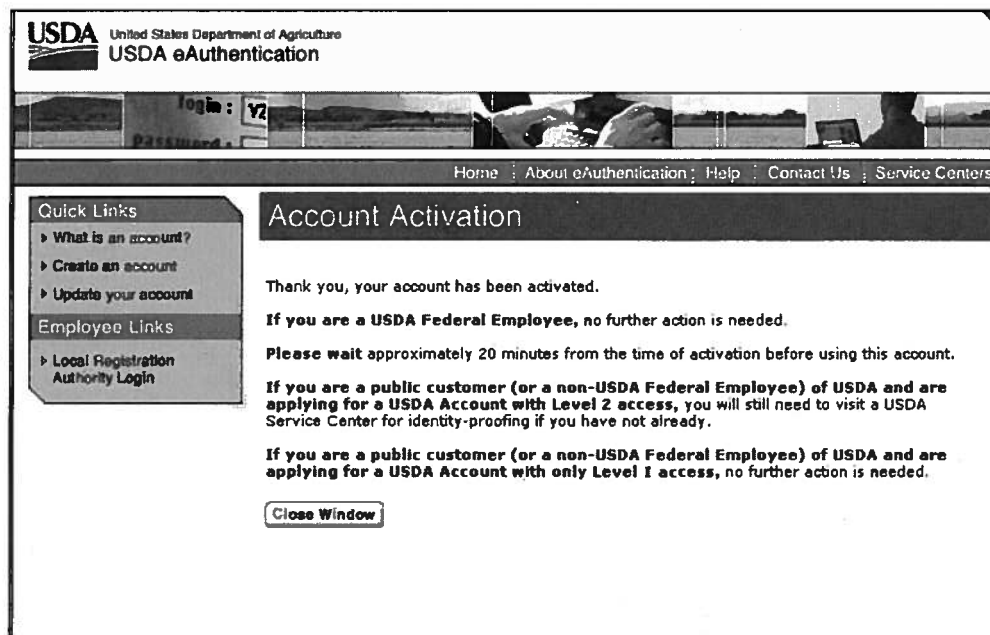 USDA United States Department of Agriculture
USDA eAuthentication
login : Y2
Password :
Home About eAuthentication Help Contact Us Service Centers
Quick Links
What is an account?
Create an account
Update your account
Employee Links
Local Registration
Authority Login
Account Activation
Thank you, your account has been activated.
If you are a USDA Federal Employee, no further action is needed.
Please wait approximately 20 minutes from the time of activation before using this account.
If you are a public customer (or a non-USDA Federal Employee) of USDA and are
applying for a USDA Account with Level 2 access, you will still need to visit a USDA
Service Center for identity-proofing if you have not already.
If you are a public customer (or a non-USDA Federal Employee) of USDA and are
applying for a USDA Account with only Level 1 access, no further action is needed.
Close Window